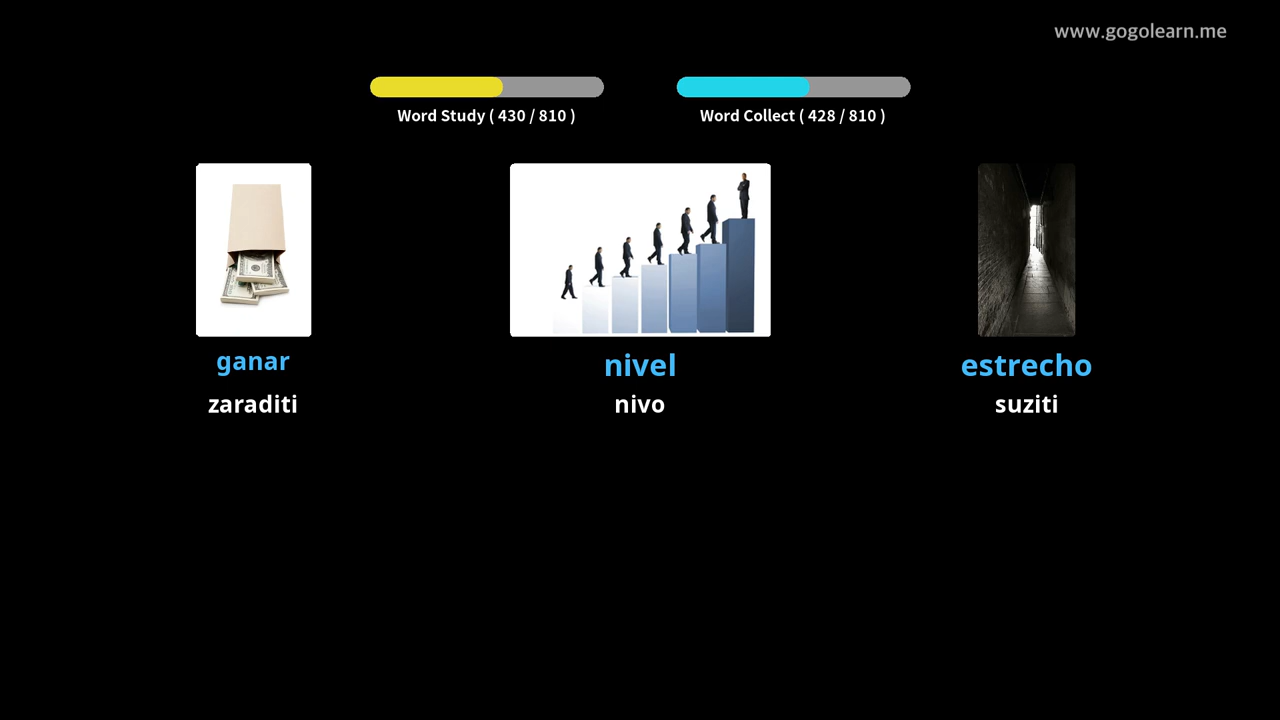 www.gogolearn.me
Word Study ( 430 / 810 )
Word Collect ( 428 / 810 )
ganar
zaraditi
nivel
nivo
estrecho
suziti